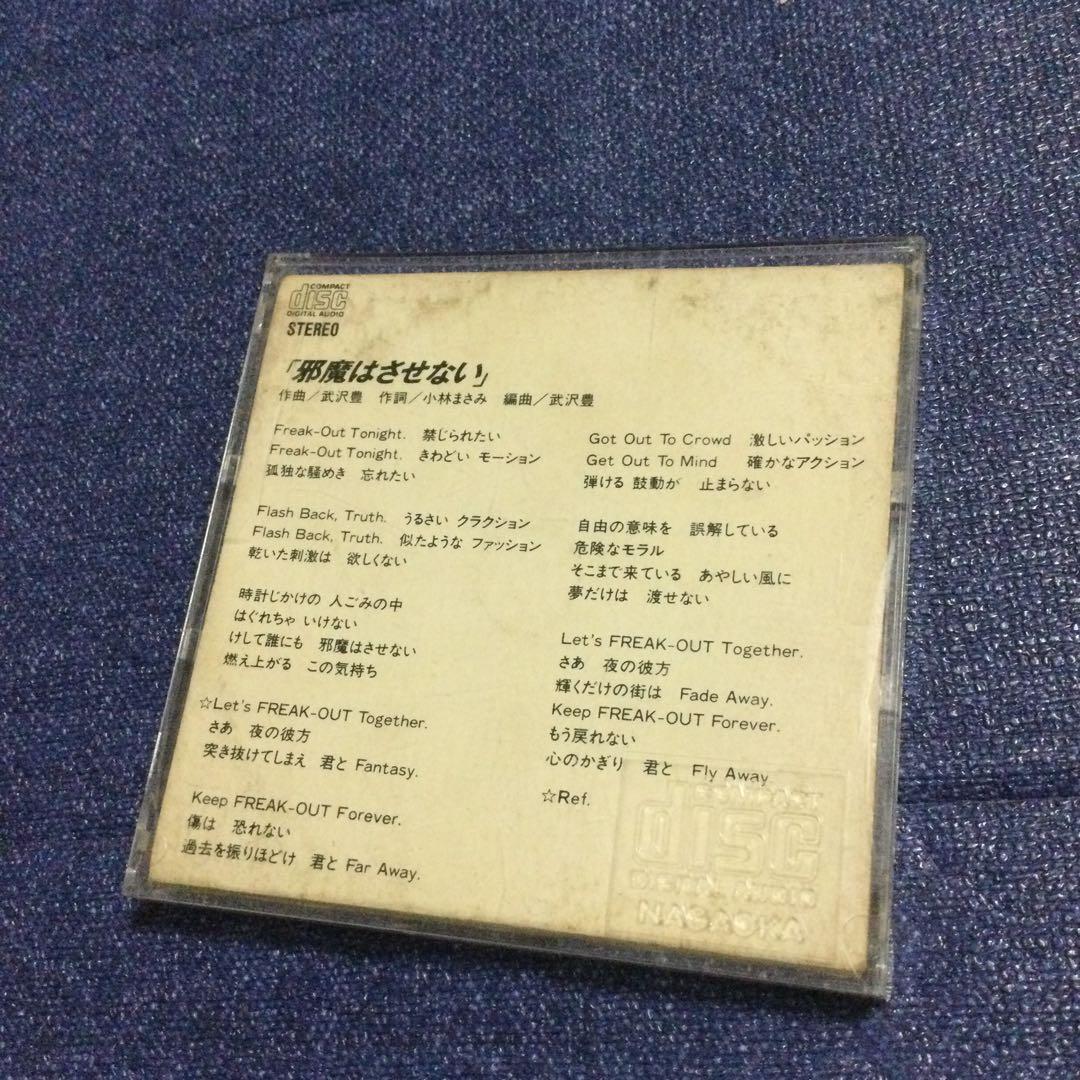 COMPACT
disc
DIGITAL AUDIO
STEREO
「邪魔はさせない」
作曲／武沢豊 作詞／小林まさみ 編曲／武沢豊
Freak-Out Tonight. 禁じられたい
Freak-Out Tonight. きわどい モーション
孤独な騒めき 忘れたい
Flash Back, Truth. うるさい クラクション
Flash Back, Truth. 似たような ファッション
乾いた刺激は 欲しくない
時計じかけの 人ごみの中
はぐれちゃ いけない
けして誰にも 邪魔はさせない
燃え上がる この気持ち
☆Let's FREAK-OUT Together.
さあ 夜の彼方
突き抜けてしまえ 君と Fantasy.
Keep FREAK-OUT Forever.
傷は 恐れない
過去を振りほどけ 君と Far Away.
Got Out To Crowd 激しいパッション
Get Out To Mind 確かなアクション
弾ける 鼓動が 止まらない
自由の意味を 誤解している
危険なモラル
そこまで来ている あやしい風に
夢だけは 渡せない
Let's FREAK-OUT Together.
さあ 夜の彼方
輝くだけの街は Fade Away.
Keep FREAK-OUT Forever.
もう戻れない
心のかぎり 君と Fly Away.
☆Ref.
COMPACT
disc
DIGITAL AUDIO
NAGAOKA